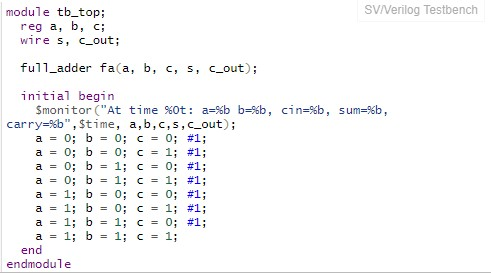 SV/Verilog Testbench
module tb_top;
  reg a, b, c;
  wire s, c_out;

  full_adder fa(a, b, c, s, c_out);

  initial begin
    $monitor("At time %0t: a=%b b=%b, cin=%b, sum=%b,
carry=%b",$time, a,b,c,s,c_out);
    a = 0; b = 0; c = 0; #1;
    a = 0; b = 0; c = 1; #1;
    a = 0; b = 1; c = 0; #1;
    a = 0; b = 1; c = 1; #1;
    a = 1; b = 0; c = 0; #1;
    a = 1; b = 0; c = 1; #1;
    a = 1; b = 1; c = 0; #1;
    a = 1; b = 1; c = 1;
  end
endmodule